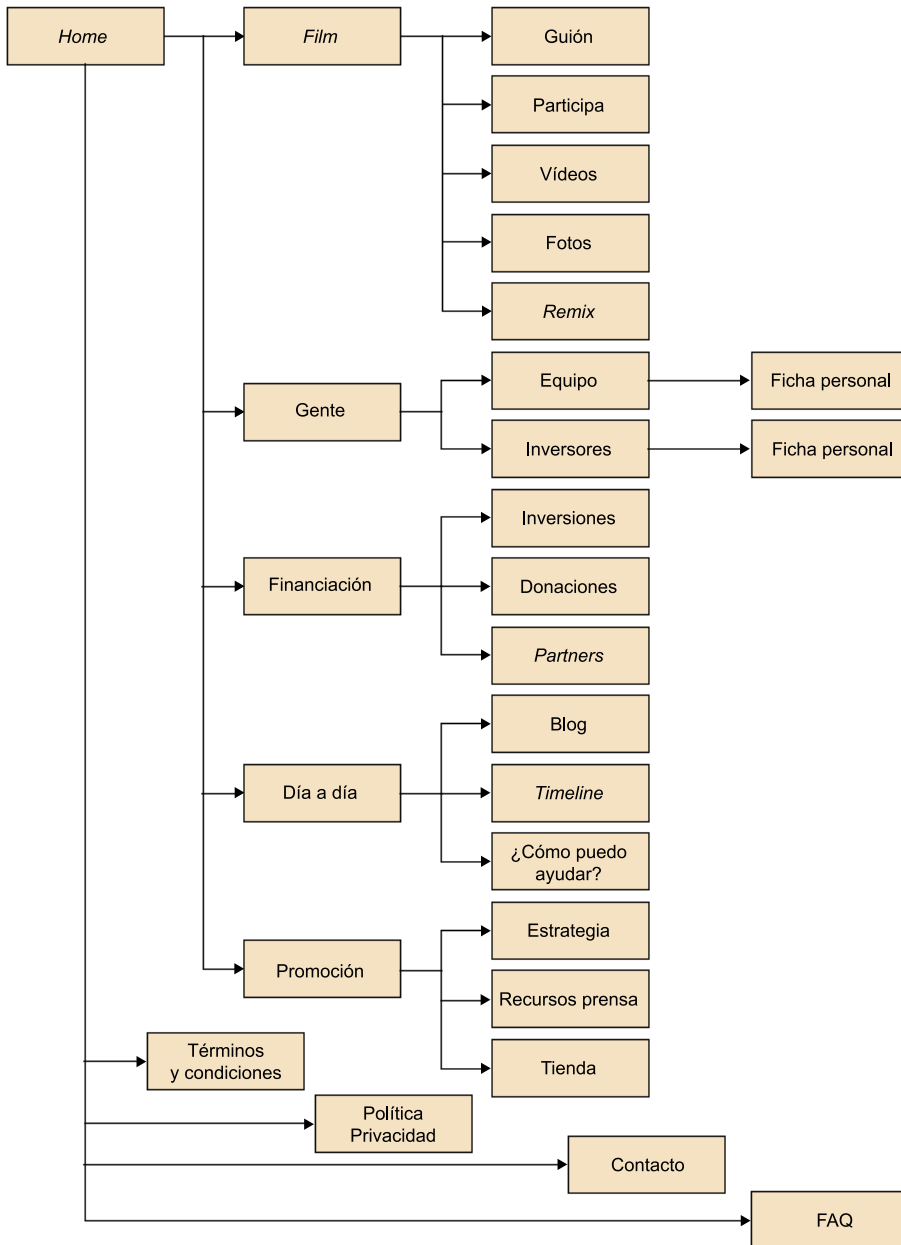 Home
Film
Guión
Participa
Vídeos
Fotos
Remix
Gente
Equipo
Ficha personal
Inversores
Ficha personal
Financiación
Inversiones
Donaciones
Partners
Día a día
Blog
Timeline
¿Cómo puedo
ayudar?
Promoción
Estrategia
Recursos prensa
Tienda
Términos
y condiciones
Política
Privacidad
Contacto
FAQ